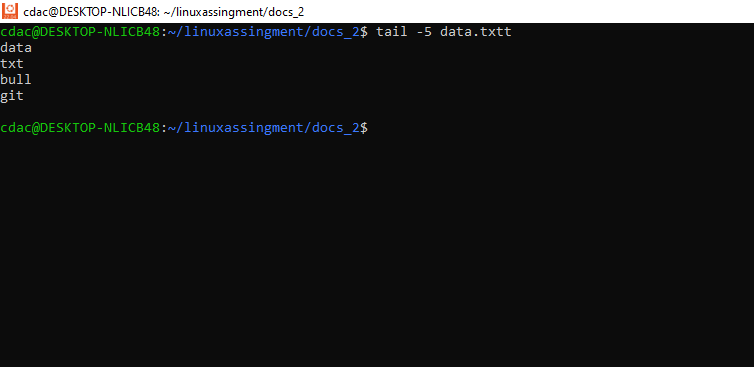 cdac@DESKTOP-NLICB48: ~/linuxassingment/docs_2
cdac@DESKTOP-NLICB48:~/linuxassingment/docs_2$ tail -5 data.txtt
data
txt
bull
git
cdac@DESKTOP-NLICB48:~/linuxassingment/docs_2$